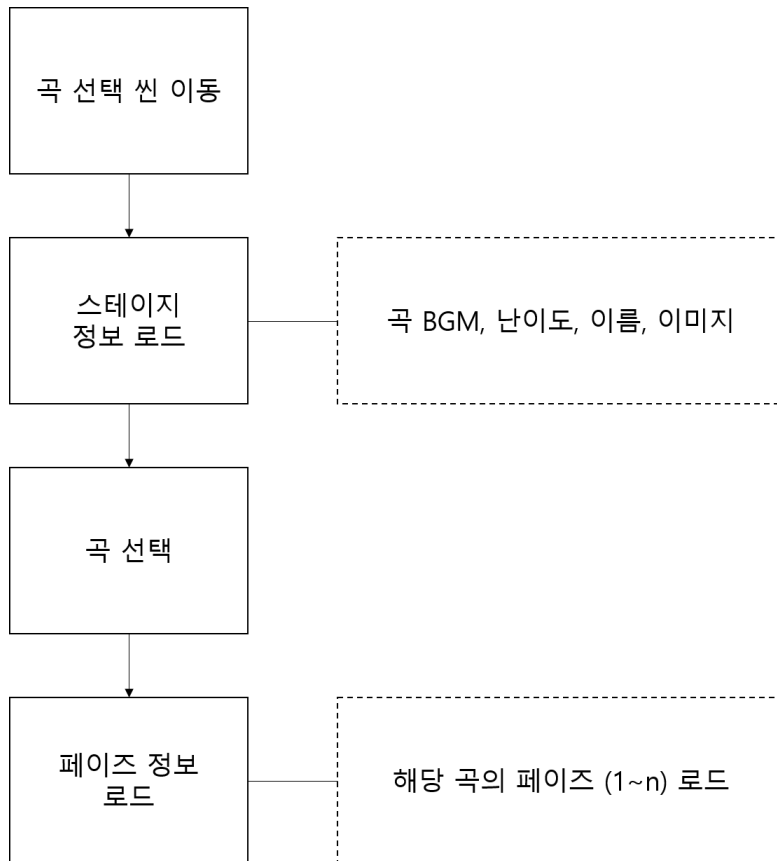 곡 선택 씬 이동
스테이지
정보 로드
곡 BGM, 난이도, 이름, 이미지
곡 선택
페이즈 정보
로드
해당 곡의 페이즈 (1~n) 로드